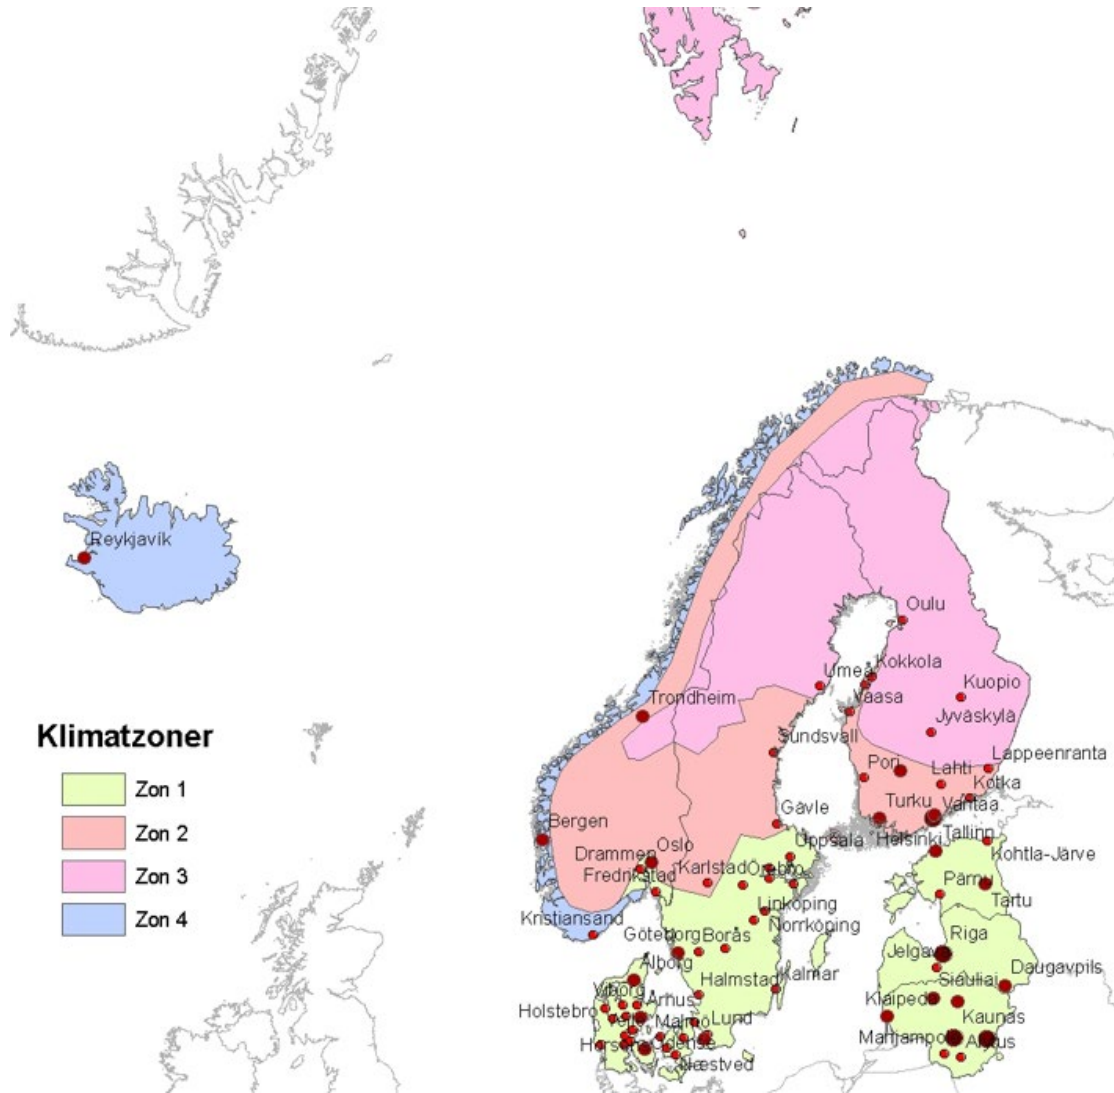 Reykjavík
Oulu
Umeå
Kokkola
Vaasa
Kuopio
Trondheim
Jyväskylä
Klimatzoner
Sundsvall
Lappeenranta
Zon 1
Pori
Lahti
Kotka
Zon 2
Gävle
Turku
Vantaa
Bergen
Helsinki
Tallinn
Zon 3
Drammen
Oslo
Uppsala
Kohtla-Järve
Fredrikstad
Karlstad
Örebro
Pärnu
Zon 4
Kristiansand
Linköping
Tartu
Norrköping
Göteborg
Borås
Riga
Ålborg
Jelgava
Halmstad
Kalmar
Siauliai
Daugavpils
Holstebro
Viborg
Århus
Klaipeda
Kaunas
Vejle
Malmö
Lund
Horsens
Odense
Marijampole
Alytus
Næstved